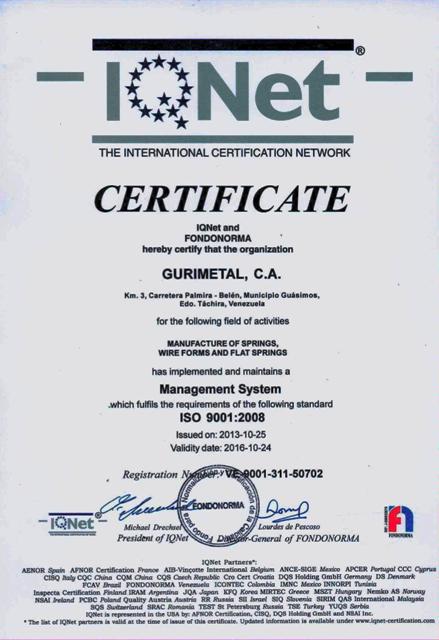 IQNet ®
THE INTERNATIONAL CERTIFICATION NETWORK
CERTIFICATE
IQNet and
FONDONORMA
hereby certify that the organization
GURIMETAL, C.A.
Km. 3, Carretera Palmira - Belén, Municipio Guásimos,
Edo. Táchira, Venezuela
for the following field of activities
MANUFACTURE OF SPRINGS,
WIRE FORMS AND FLAT SPRINGS
has implemented and maintains a
Management System
.which fulfils the requirements of the following standard
ISO 9001:2008
Issued on: 2013-10-25
Validity date: 2016-10-24
Registration Number: VE-9001-311-50702
FONDONORMA
IQNet
FONDONORMA
Michael Drechsel
Lourdes de Pescoso
President of IQNet
Director-General of FONDONORMA
IQNet Partners*:
AENOR Spain AFNOR Certification France AIB-Vinçotte International Belgium ANCE-SIGE Mexico APCER Portugal CCC Cyprus
CISQ Italy CQC China CQM China CQS Czech Republic Cro Cert Croatia DQS Holding GmbH Germany DS Denmark
FCAV Brazil FONDONORMA Venezuela ICONTEC Colombia IMNC Mexico INNORPI Tunisia
Inspecta Certification Finland IRAM Argentina JQA Japan KFQ Korea MIRTEC Greece MSZT Hungary Nemko AS Norway
NSAI Ireland PCBC Poland Quality Austria Austria RR Russia SII Israel SIQ Slovenia SIRIM QAS International Malaysia
SQS Switzerland SRAC Romania TEST St Petersburg Russia TSE Turkey YUQS Serbia
IQNet is represented in the USA by: AFNOR Certification, CISQ, DQS Holding GmbH and NSAI Inc.
* The list of IQNet partners is valid at the time of issue of this certificate. Updated information is available under www.iqnet-certification.com